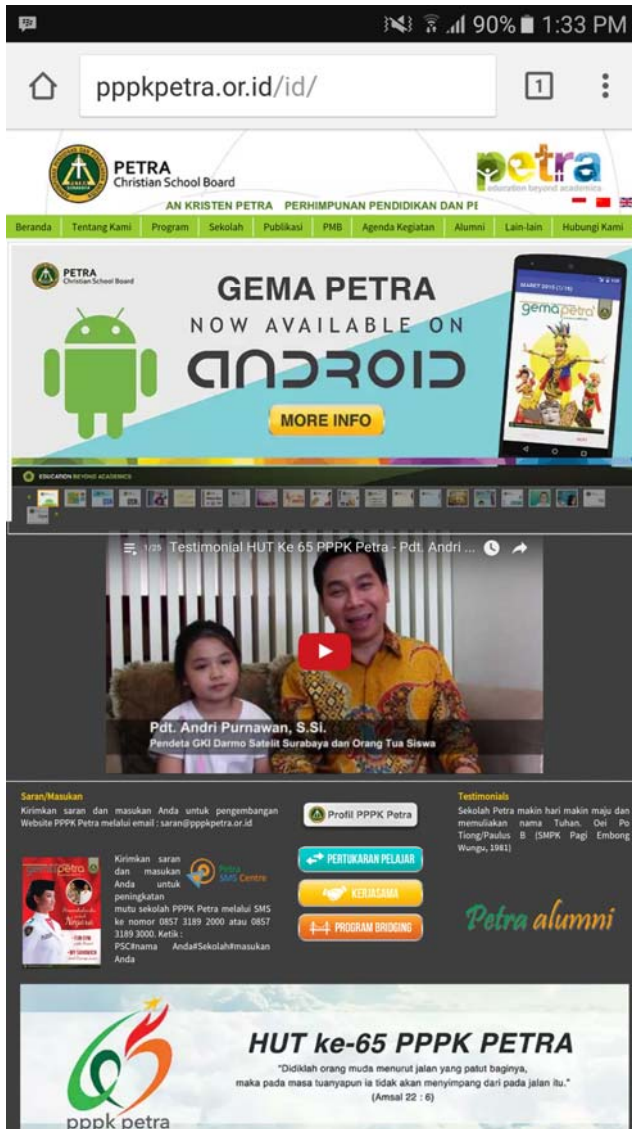 90% 1:33 PM
pppkpetra.or.id/id/
1
PETRA
Christian School Board
petra
education beyond academics
AN KRISTEN PETRA PERHIMPUNAN PENDIDIKAN DAN PE
Beranda Tentang Kami Program Sekolah Publikasi PMB Agenda Kegiatan Alumni Lain-lain Hubungi Kami
PETRA
Christian School Board
GEMA PETRA
NOW AVAILABLE ON
ANDROID
MORE INFO
gemapetra
EDUCATION BEYOND ACADEMICS
1/25 Testimonial HUT Ke 65 PPPK Petra - Pdt. Andri ...
Pdt. Andri Purnawan, S.Si.
Pendeta GKI Darmo Satelit Surabaya dan Orang Tua Siswa
Saran/Masukan
Kirimkan saran dan masukan Anda untuk pengembangan
Website PPPK Petra melalui email : saran@pppkpetra.or.id
gemapetra
Negara
Kirimkan saran
dan masukan
Anda untuk
peningkatan
mutu sekolah PPPK Petra melalui SMS
ke nomor 0857 3189 2000 atau 0857
3189 3000. Ketik :
PSC#nama Anda#Sekolah#masukan
Anda
Petra
SMS Centre
Profil PPPK Petra
PERTUKARAN PELAJAR
KERJASAMA
PROGRAM BRIDGING
Testimonials
Sekolah Petra makin hari makin maju dan
memuliakan nama Tuhan. Oei Po
Tiong/Paulus B (SMPK Pagi Embong
Wungu, 1981)
Petra alumni
65
pppk petra
HUT ke-65 PPPK PETRA
"Didiklah orang muda menurut jalan yang patut baginya,
maka pada masa tuanyapun ia tidak akan menyimpang dari pada jalan itu."
(Amsal 22 : 6)